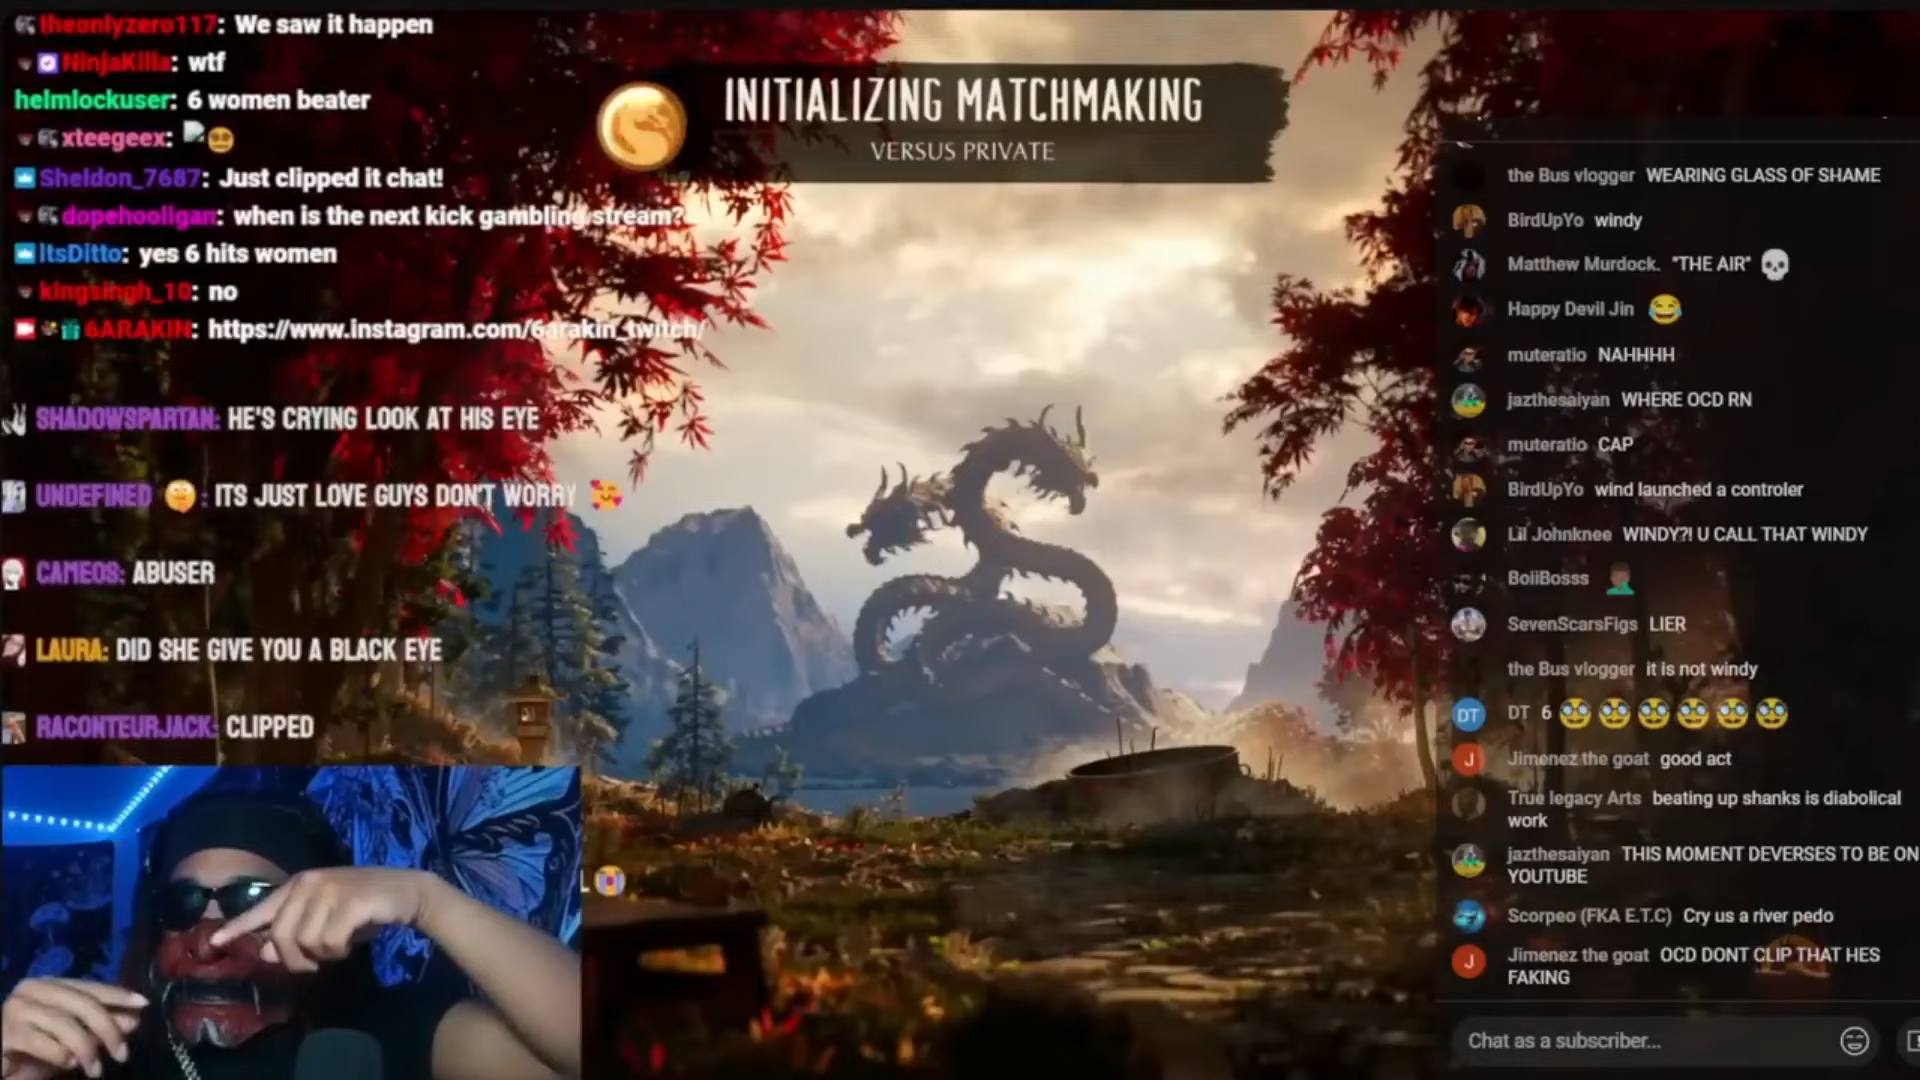 theonlyzero117: We saw it happen
NinjaKilla: wtf
helmlockuser: 6 women beater
xteegeex:
Sheldon_7687: Just clipped it chat!
dopehooligan: when is the next kick gambling stream?
ItsDitto: yes 6 hits women
kingsingh_10: no
6ARAKIN: https://www.instagram.com/6arakin_twitch/
SHADOWSPARTAN: HE'S CRYING LOOK AT HIS EYE
UNDEFINED : ITS JUST LOVE GUYS DON'T WORRY
CAMEOS: ABUSER
LAURA: DID SHE GIVE YOU A BLACK EYE
RACONTEURJACK: CLIPPED
L
INITIALIZING MATCHMAKING
VERSUS PRIVATE
the Bus vlogger WEARING GLASS OF SHAME
BirdUpYo windy
Matthew Murdock. "THE AIR"
Happy Devil Jin
muteratio NAHHHH
jazthesaiyan WHERE OCD RN
muteratio CAP
BirdUpYo wind launched a controler
Lil Johnknee WINDY?! U CALL THAT WINDY
BoiiBosss
SevenScarsFigs LIER
the Bus vlogger it is not windy
DT DT 6
J Jimenez the goat good act
True legacy Arts beating up shanks is diabolical
work
jazthesaiyan THIS MOMENT DEVERSES TO BE ON
YOUTUBE
Scorpeo (FKA E.T.C) Cry us a river pedo
J Jimenez the goat OCD DONT CLIP THAT HES
FAKING
Chat as a subscriber...